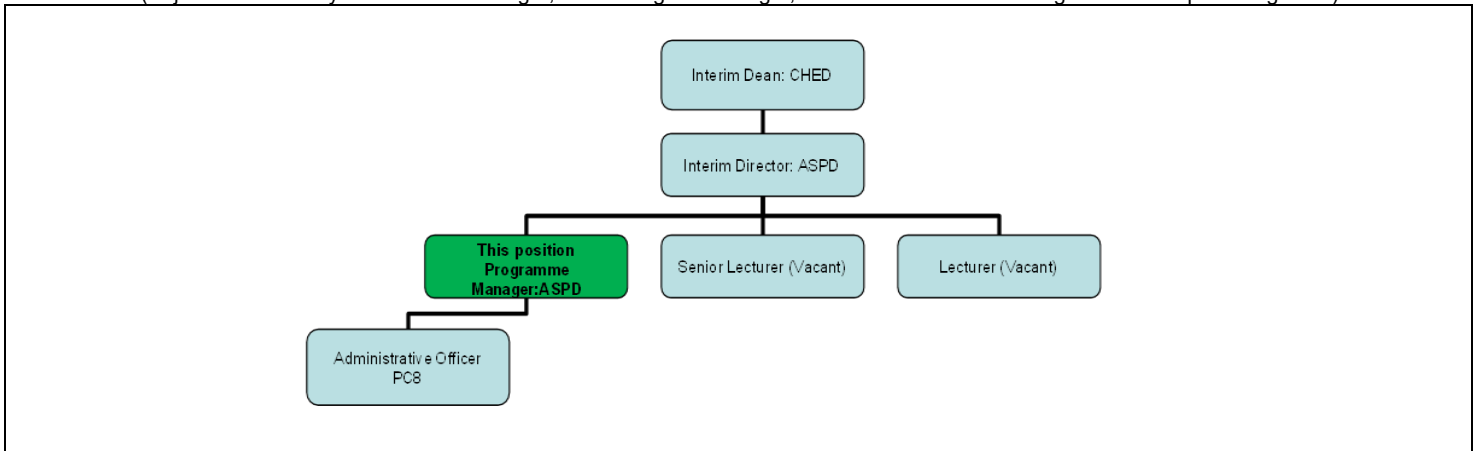 Interim Dean: CHED
Interim Director: ASPD
This position
Programme
Manager:ASPD
Senior Lecturer (Vacant)
Lecturer (Vacant)
Administrative Officer
PC8